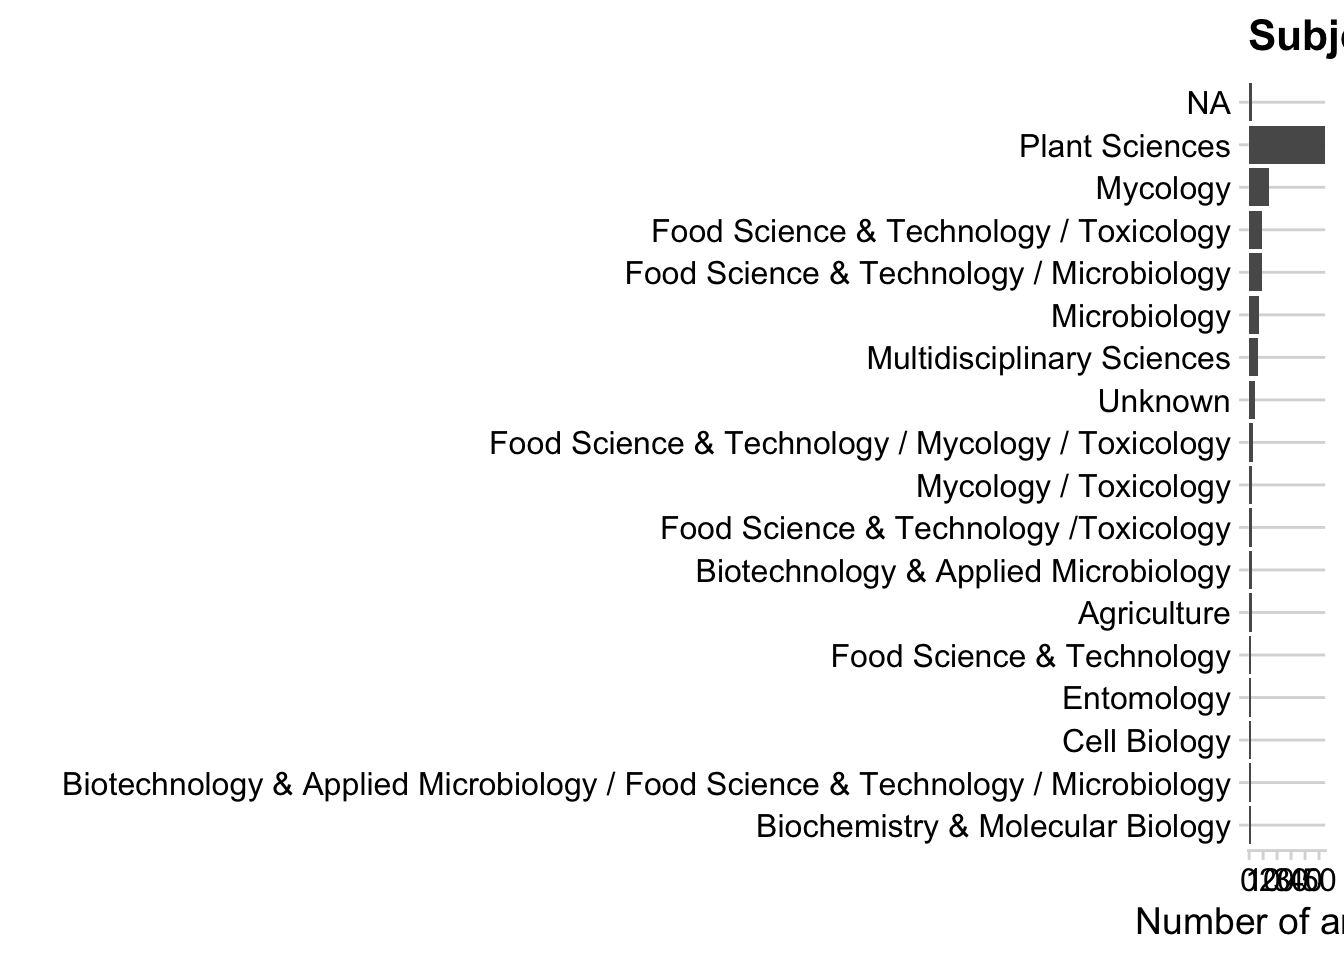 Subj
NA
Plant Sciences
Mycology
Food Science & Technology / Toxicology
Food Science & Technology / Microbiology
Microbiology
Multidisciplinary Sciences
Unknown
Food Science & Technology / Mycology / Toxicology
Mycology / Toxicology
Food Science & Technology /Toxicology
Biotechnology & Applied Microbiology
Agriculture
Food Science & Technology
Entomology
Cell Biology
Biotechnology & Applied Microbiology / Food Science & Technology / Microbiology
Biochemistry & Molecular Biology
Number of a